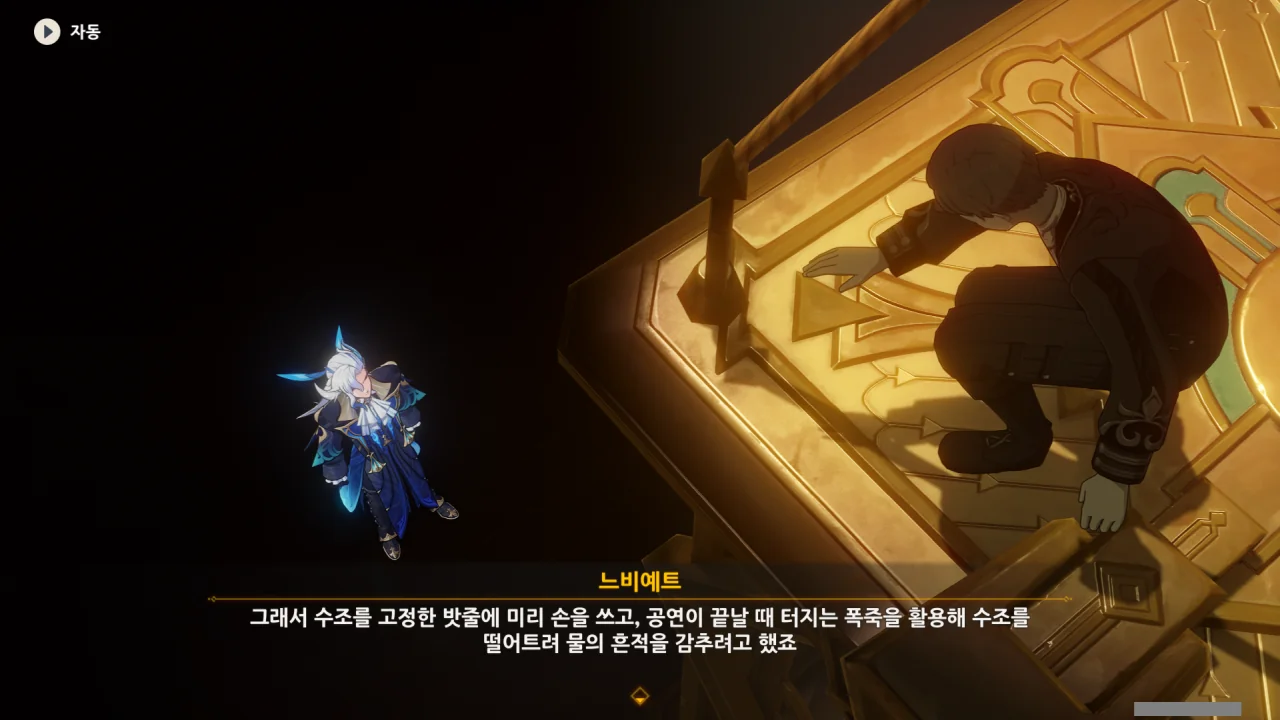 자동
느비예트
그래서 수조를 고정한 밧줄에 미리 손을 쓰고, 공연이 끝날 때 터지는 폭죽을 활용해 수조를
떨어트려 물의 흔적을 감추려고 했죠